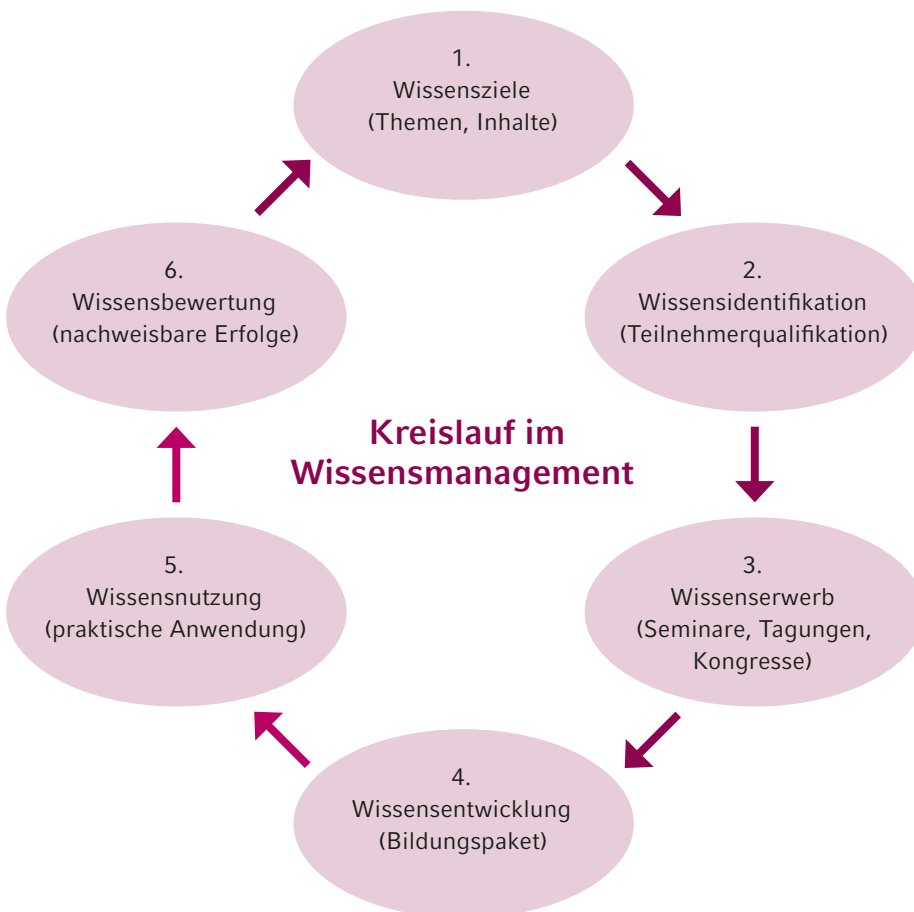 1.
Wissensziele
(Themen, Inhalte)
2.
Wissensidentifikation
(Teilnehmerqualifikation)
3.
Wissenserwerb
(Seminare, Tagungen,
Kongresse)
4.
Wissensentwicklung
(Bildungspaket)
5.
Wissensnutzung
(praktische Anwendung)
6.
Wissensbewertung
(nachweisbare Erfolge)
Kreislauf im
Wissensmanagement